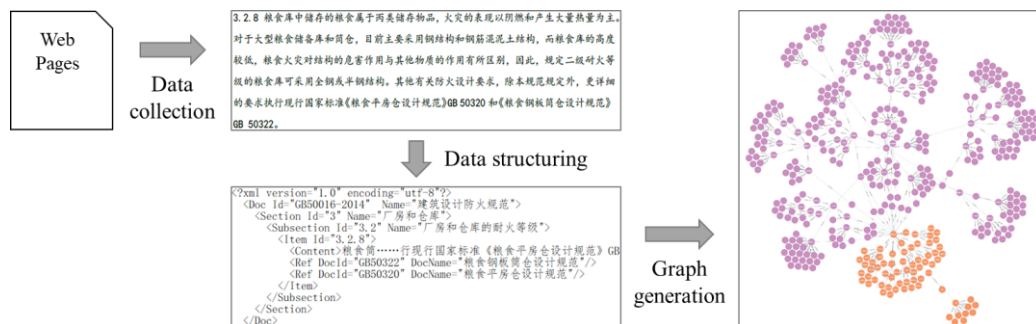 Web
Pages
Data
collection
3.2.8 粮食库中储存的粮食属于丙类储存物品，火灾的表现以阴燃和产生大量热量为主。
对于大型粮食储备库和筒仓，目前主要采用钢结构和钢筋混泥土结构，而粮食库的高度
较低，粮食火灾对结构的危害作用与其他物质的作用有所区别，因此，规定二级耐火等
级的粮食库可采用全钢或半钢结构。其他有关防火设计要求，除本规范规定外，更详细
的要求执行现行国家标准《粮食平房仓设计规范》GB 50320 和《粮食钢板筒仓设计规范》
GB 50322。
Data structuring
<?xml version="1.0" encoding="utf-8"?>
<Doc Id="GB50016-2014" Name="建筑设计防火规范">
<Section Id="3" Name="厂房和仓库">
<Subsection Id="3.2" Name="厂房和仓库的耐火等级">
<Item Id="3.2.8">
<Content>粮食筒……行现行国家标准《粮食平房仓设计规范》GB
<Ref DocId="GB50322" DocName="粮食钢板筒仓设计规范"/>
<Ref DocId="GB50320" DocName="粮食平房仓设计规范"/>
</Item>
</Subsection>
</Section>
</Doc>
Graph
generation